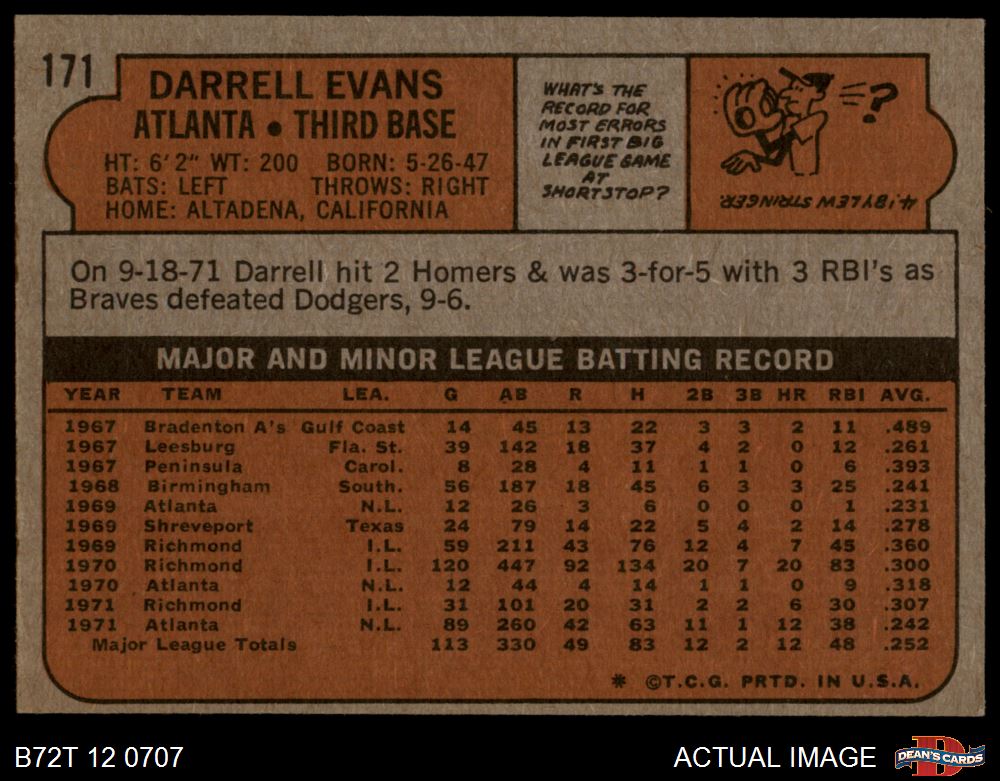 171
DARRELL EVANS
ATLANTA • THIRD BASE
HT: 6'2" WT: 200 BORN: 5-26-47
BATS: LEFT THROWS: RIGHT
HOME: ALTADENA, CALIFORNIA
WHAT'S THE
RECORD FOR
MOST ERRORS
IN FIRST BIG
LEAGUE GAME
AT
SHORTSTOP?
?
4: BY LEW STRINGER.
On 9-18-71 Darrell hit 2 Homers & was 3-for-5 with 3 RBI's as
Braves defeated Dodgers, 9-6.
MAJOR AND MINOR LEAGUE BATTING RECORD
YEAR TEAM LEA. G AB R H 2B 3B HR RBI AVG.
1967 Bradenton A's Gulf Coast 14 45 13 22 3 3 2 11 .489
1967 Leesburg Fla. St. 39 142 18 37 4 2 0 12 .261
1967 Peninsula Carol. 8 28 4 11 1 1 0 6 .393
1968 Birmingham South. 56 187 18 45 6 3 3 25 .241
1969 Atlanta N.L. 12 26 3 6 0 0 0 1 .231
1969 Shreveport Texas 24 79 14 22 5 4 2 14 .278
1969 Richmond I.L. 59 211 43 76 12 4 7 45 .360
1970 Richmond I.L. 120 447 92 134 20 7 20 83 .300
1970 Atlanta N.L. 12 44 4 14 1 1 0 9 .318
1971 Richmond I.L. 31 101 20 31 2 2 6 30 .307
1971 Atlanta N.L. 89 260 42 63 11 1 12 38 .242
Major League Totals 113 330 49 83 12 2 12 48 .252
* ©T.C.G. PRTD. IN U.S.A.
B72T 12 0707
ACTUAL IMAGE
D
DEAN'S CARDS